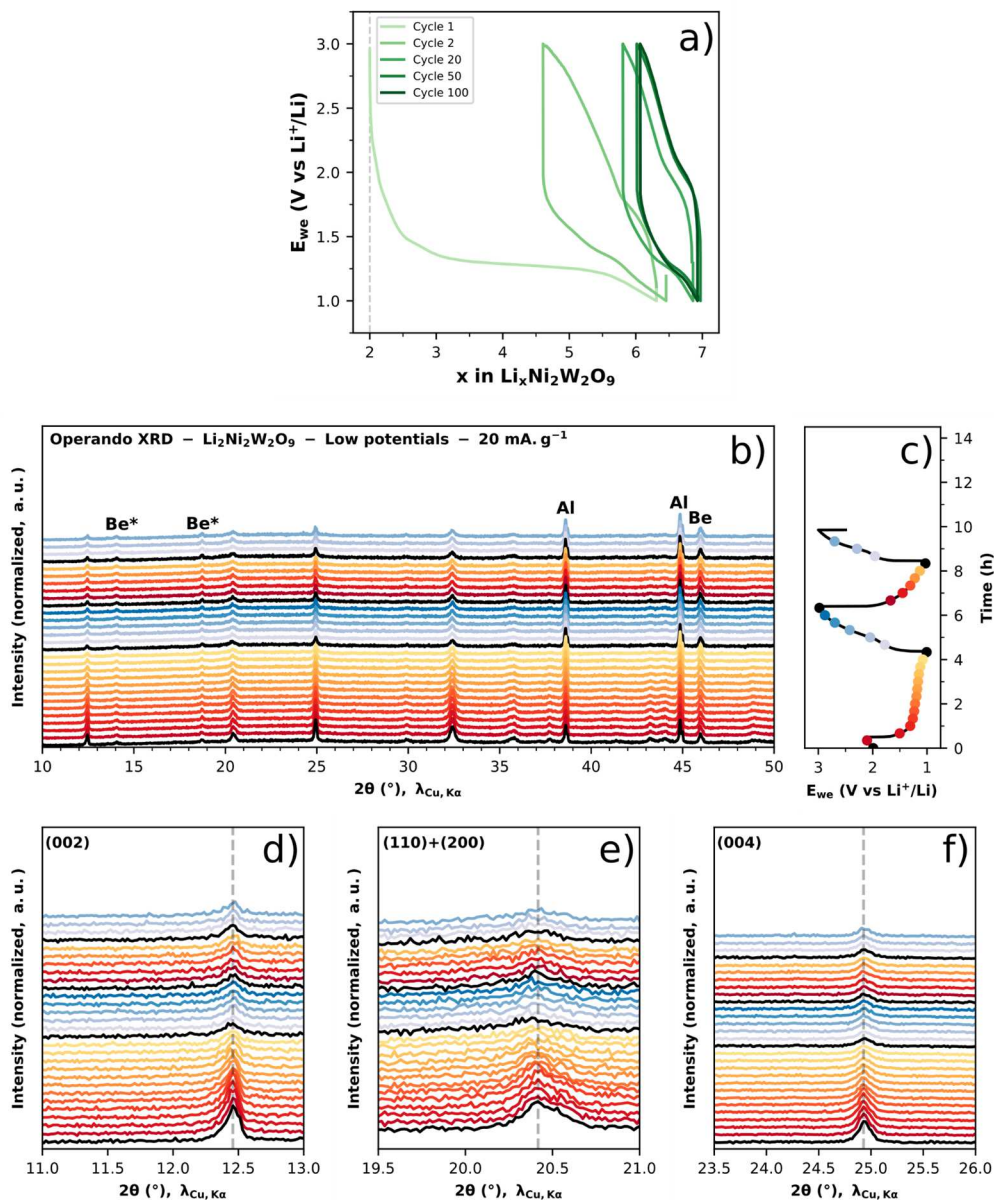 a)
Cycle 1
Cycle 2
Cycle 20
Cycle 50
Cycle 100
3.0
2.5
2.0
1.5
1.0
E_we (V vs Li⁺/Li)
2 3 4 5 6 7
x in LiₓNi₂W₂O₉
Operando XRD − Li₂Ni₂W₂O₉ − Low potentials − 20 mA.g⁻¹
b)
Be* Be* Al Al Be
Intensity (normalized, a. u. )
10 15 20 25 30 35 40 45 50
2θ (°), λ_Cu, Kα
c)
14
12
10
8
6
4
2
0
Time (h)
3 2 1
E_we (V vs Li⁺/Li)
(002)
d)
Intensity (normalized, a. u. )
11.0 11.5 12.0 12.5 13.0
2θ (°), λ_Cu, Kα
(110)+(200)
e)
Intensity (normalized, a. u. )
19.5 20.0 20.5 21.0
2θ (°), λ_Cu, Kα
(004)
f)
Intensity (normalized, a. u. )
23.5 24.0 24.5 25.0 25.5 26.0
2θ (°), λ_Cu, Kα